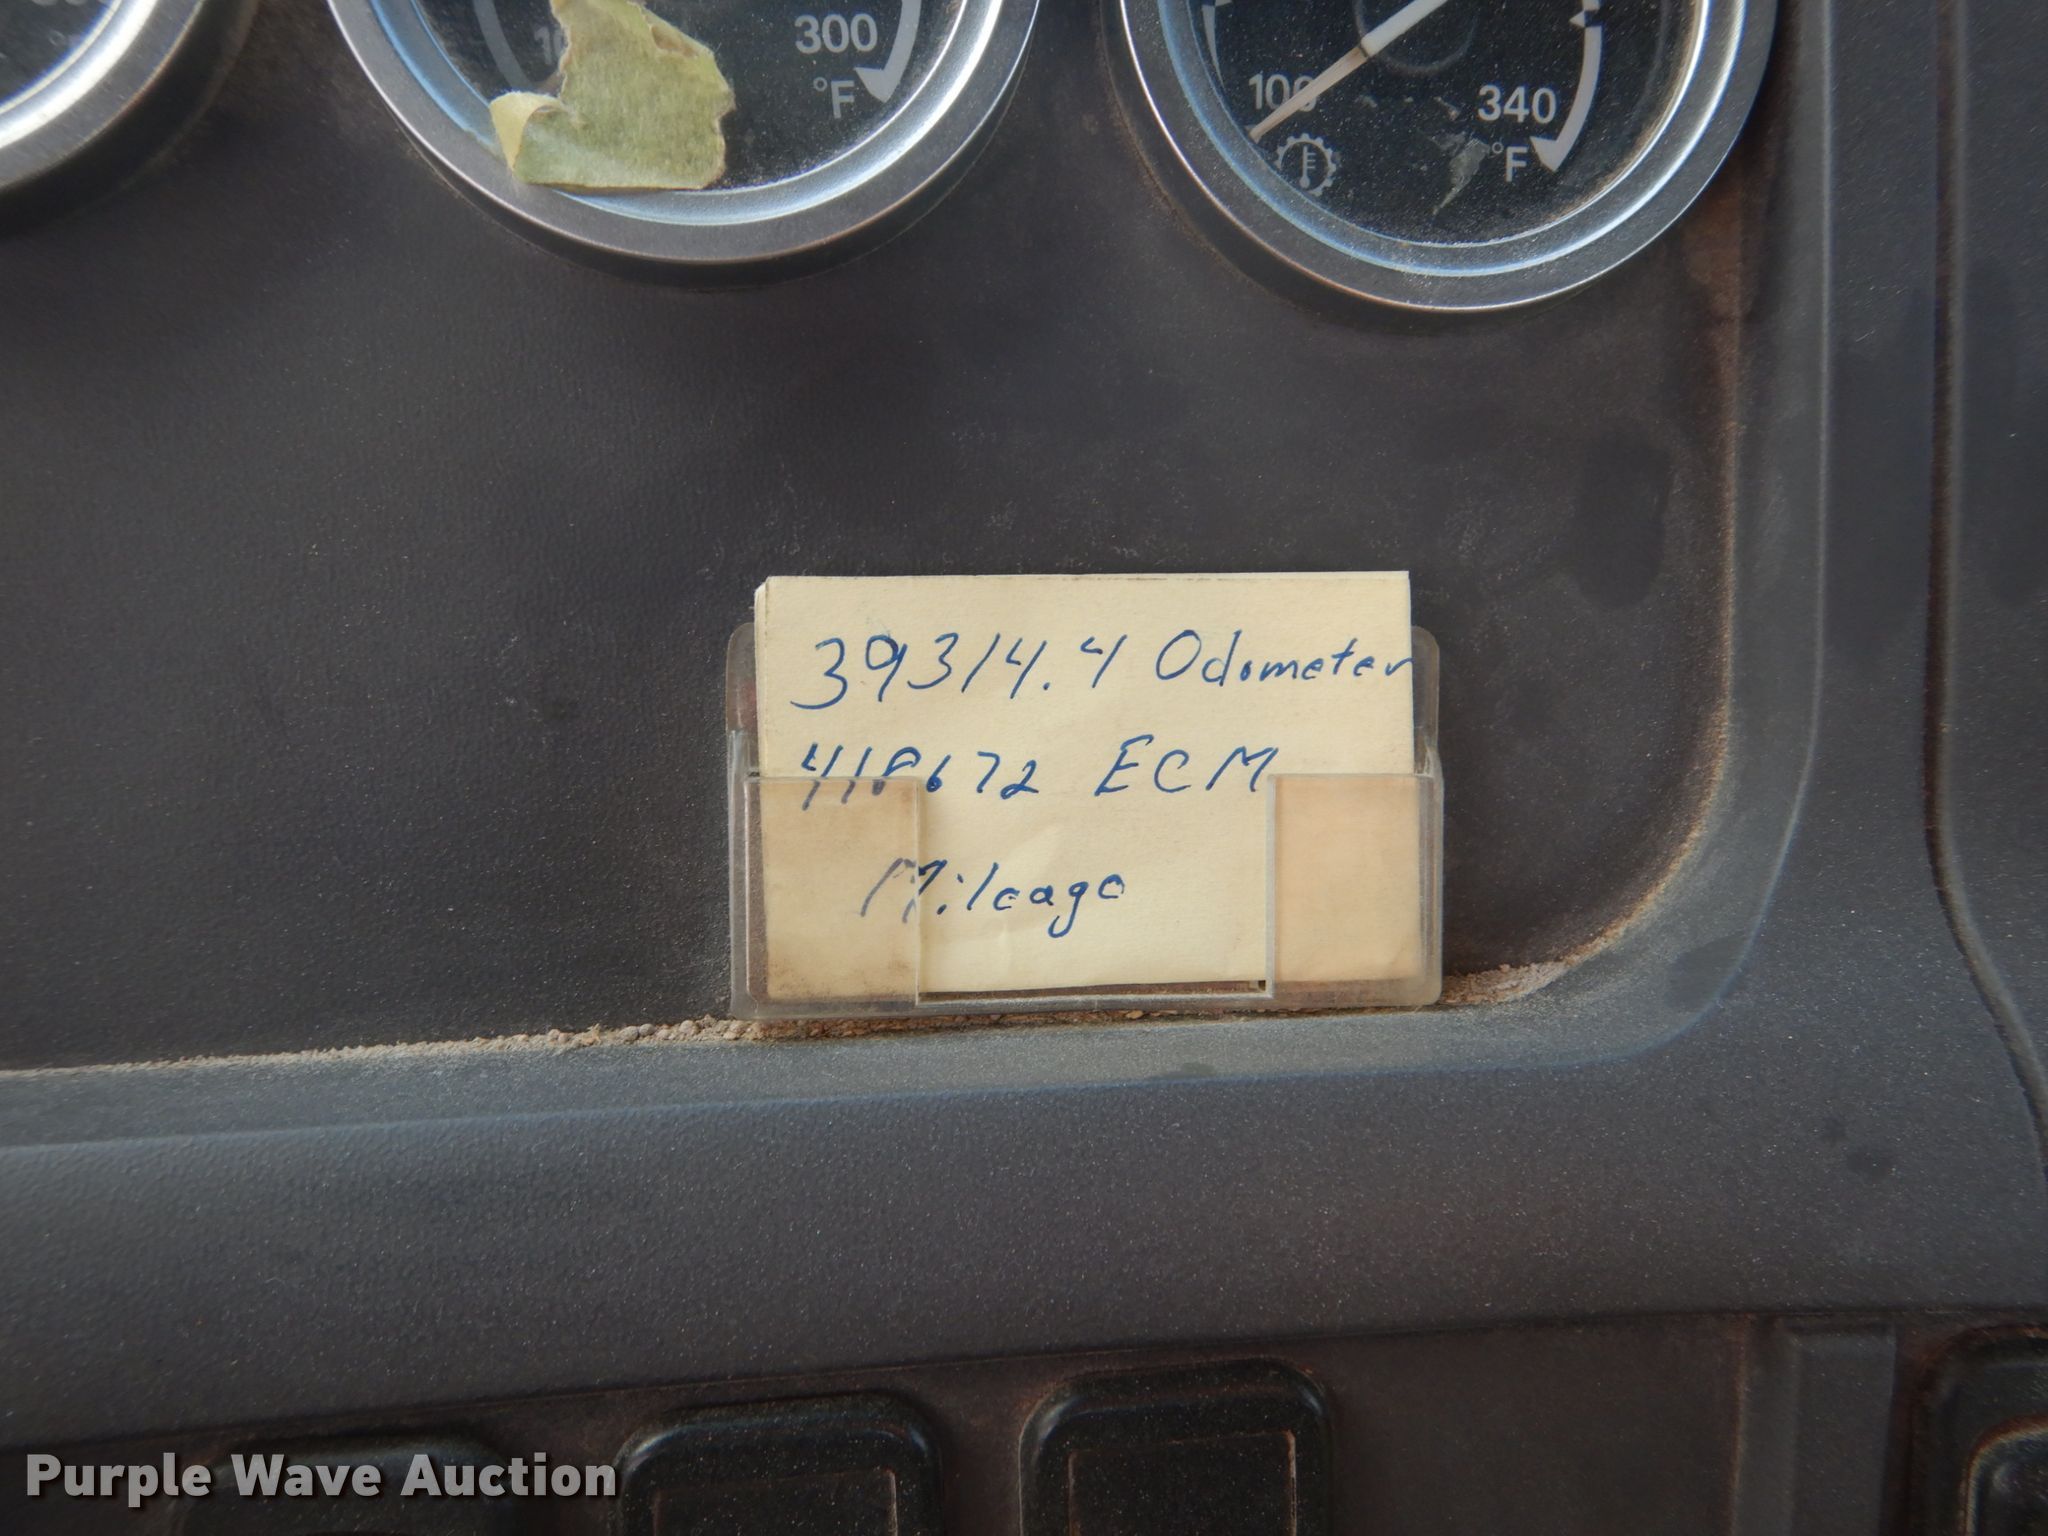 300
°F
100
340
°F
39314.4 Odometer
418672 ECM
Mileage
Purple Wave Auction